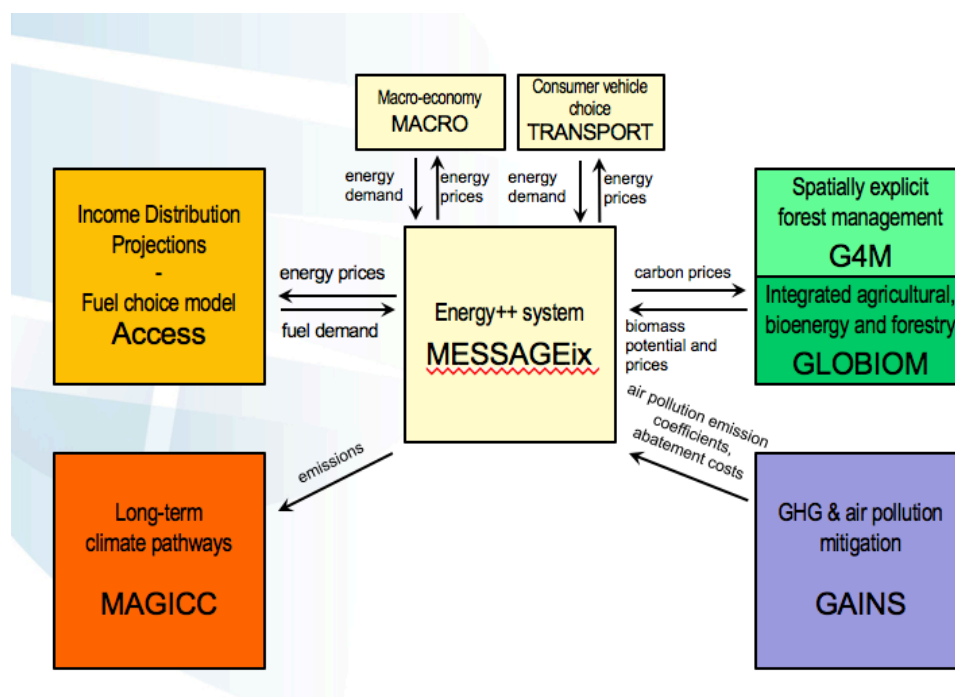 Macro-economy
MACRO
Consumer vehicle
choice
TRANSPORT
energy
demand
energy
prices
energy
demand
energy
prices
Income Distribution
Projections
-
Fuel choice model
Access
energy prices
fuel demand
Energy++ system
MESSAGEix
carbon prices
biomass
potential and
prices
Spatially explicit
forest management
G4M
Integrated agricultural,
bioenergy and forestry
GLOBIOM
emissions
air pollution emission
coefficients,
abatement costs
Long-term
climate pathways
MAGICC
GHG & air pollution
mitigation
GAINS